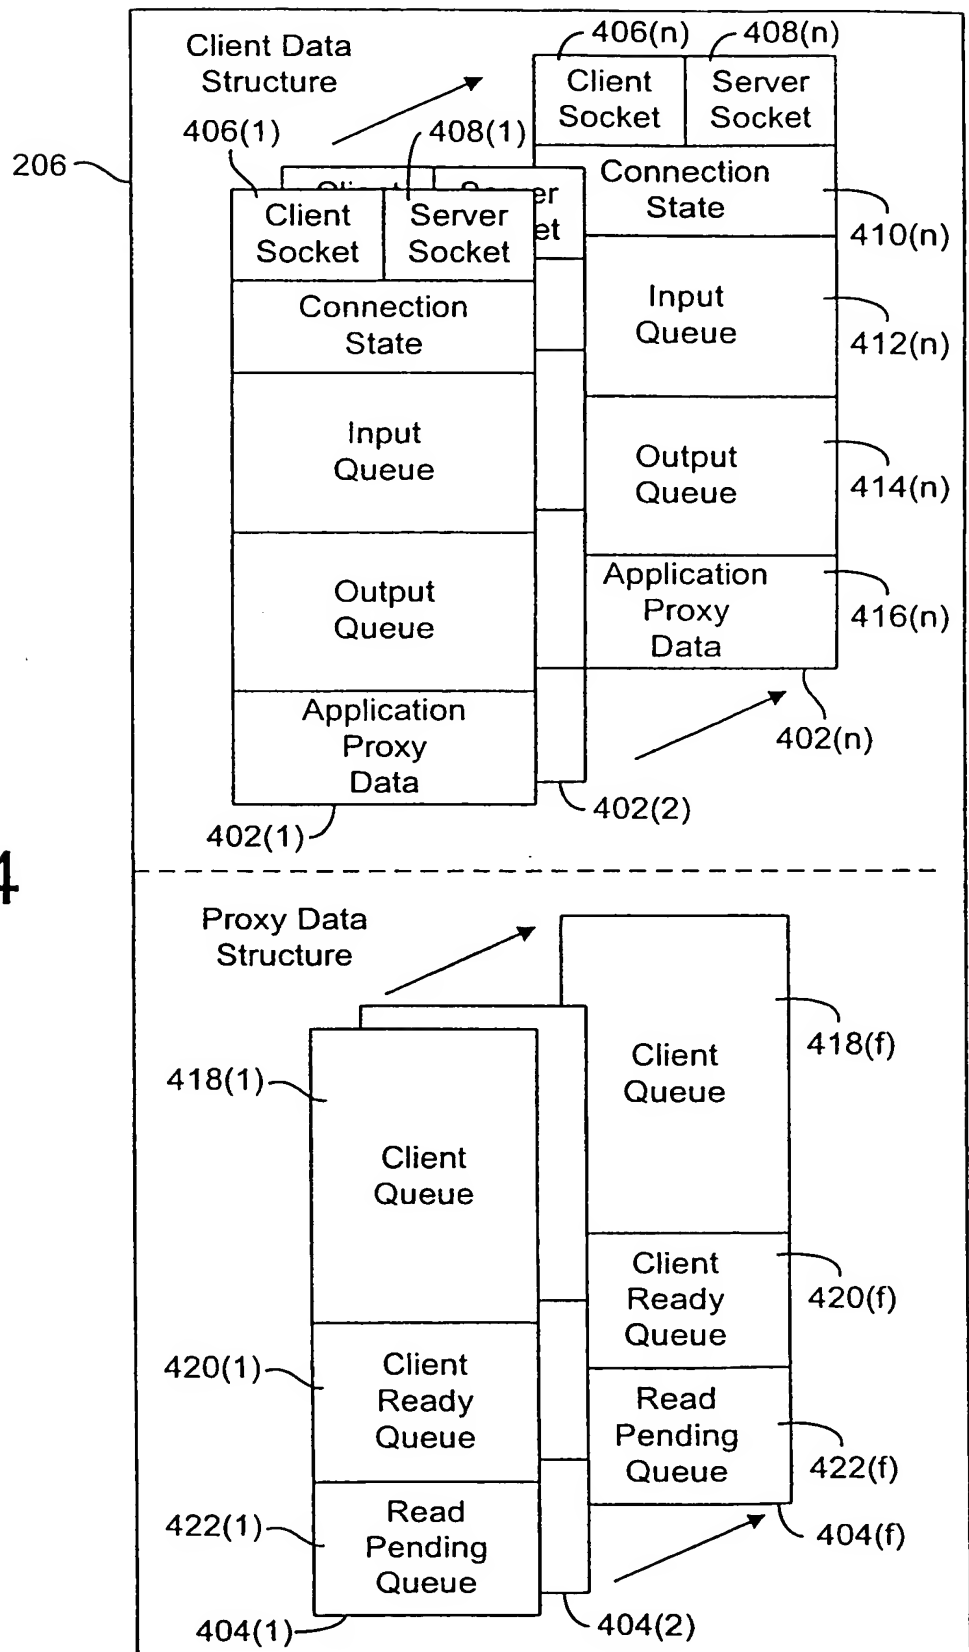 Client Data
Structure
406(n)
408(n)
Client
Socket
Server
Socket
406(1)
408(1)
206
Connection
State
410(n)
Client
Socket
Server
Socket
er
et
Connection
State
Input
Queue
412(n)
Input
Queue
Output
Queue
414(n)
Output
Queue
Application
Proxy
Data
416(n)
Application
Proxy
Data
402(n)
402(2)
402(1)
4
Proxy Data
Structure
418(f)
Client
Queue
418(1)
Client
Queue
Client
Ready
Queue
420(f)
420(1)
Client
Ready
Queue
Read
Pending
Queue
422(f)
422(1)
Read
Pending
Queue
404(f)
404(2)
404(1)